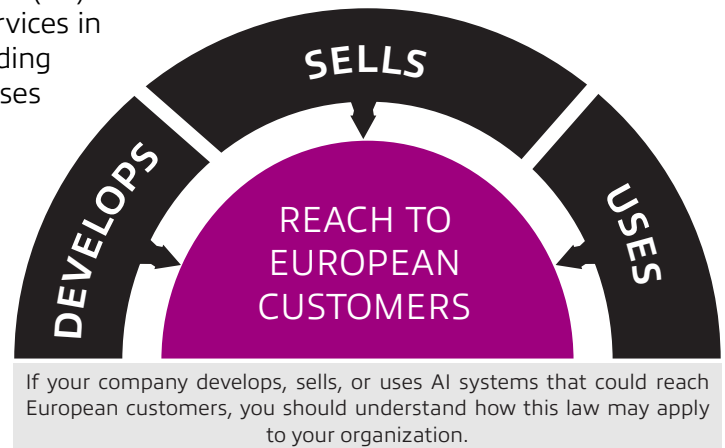 rvices in
ding
ses
SELLS
DEVELOPS
USES
REACH TO
EUROPEAN
CUSTOMERS
If your company develops, sells, or uses AI systems that could reach
European customers, you should understand how this law may apply
to your organization.